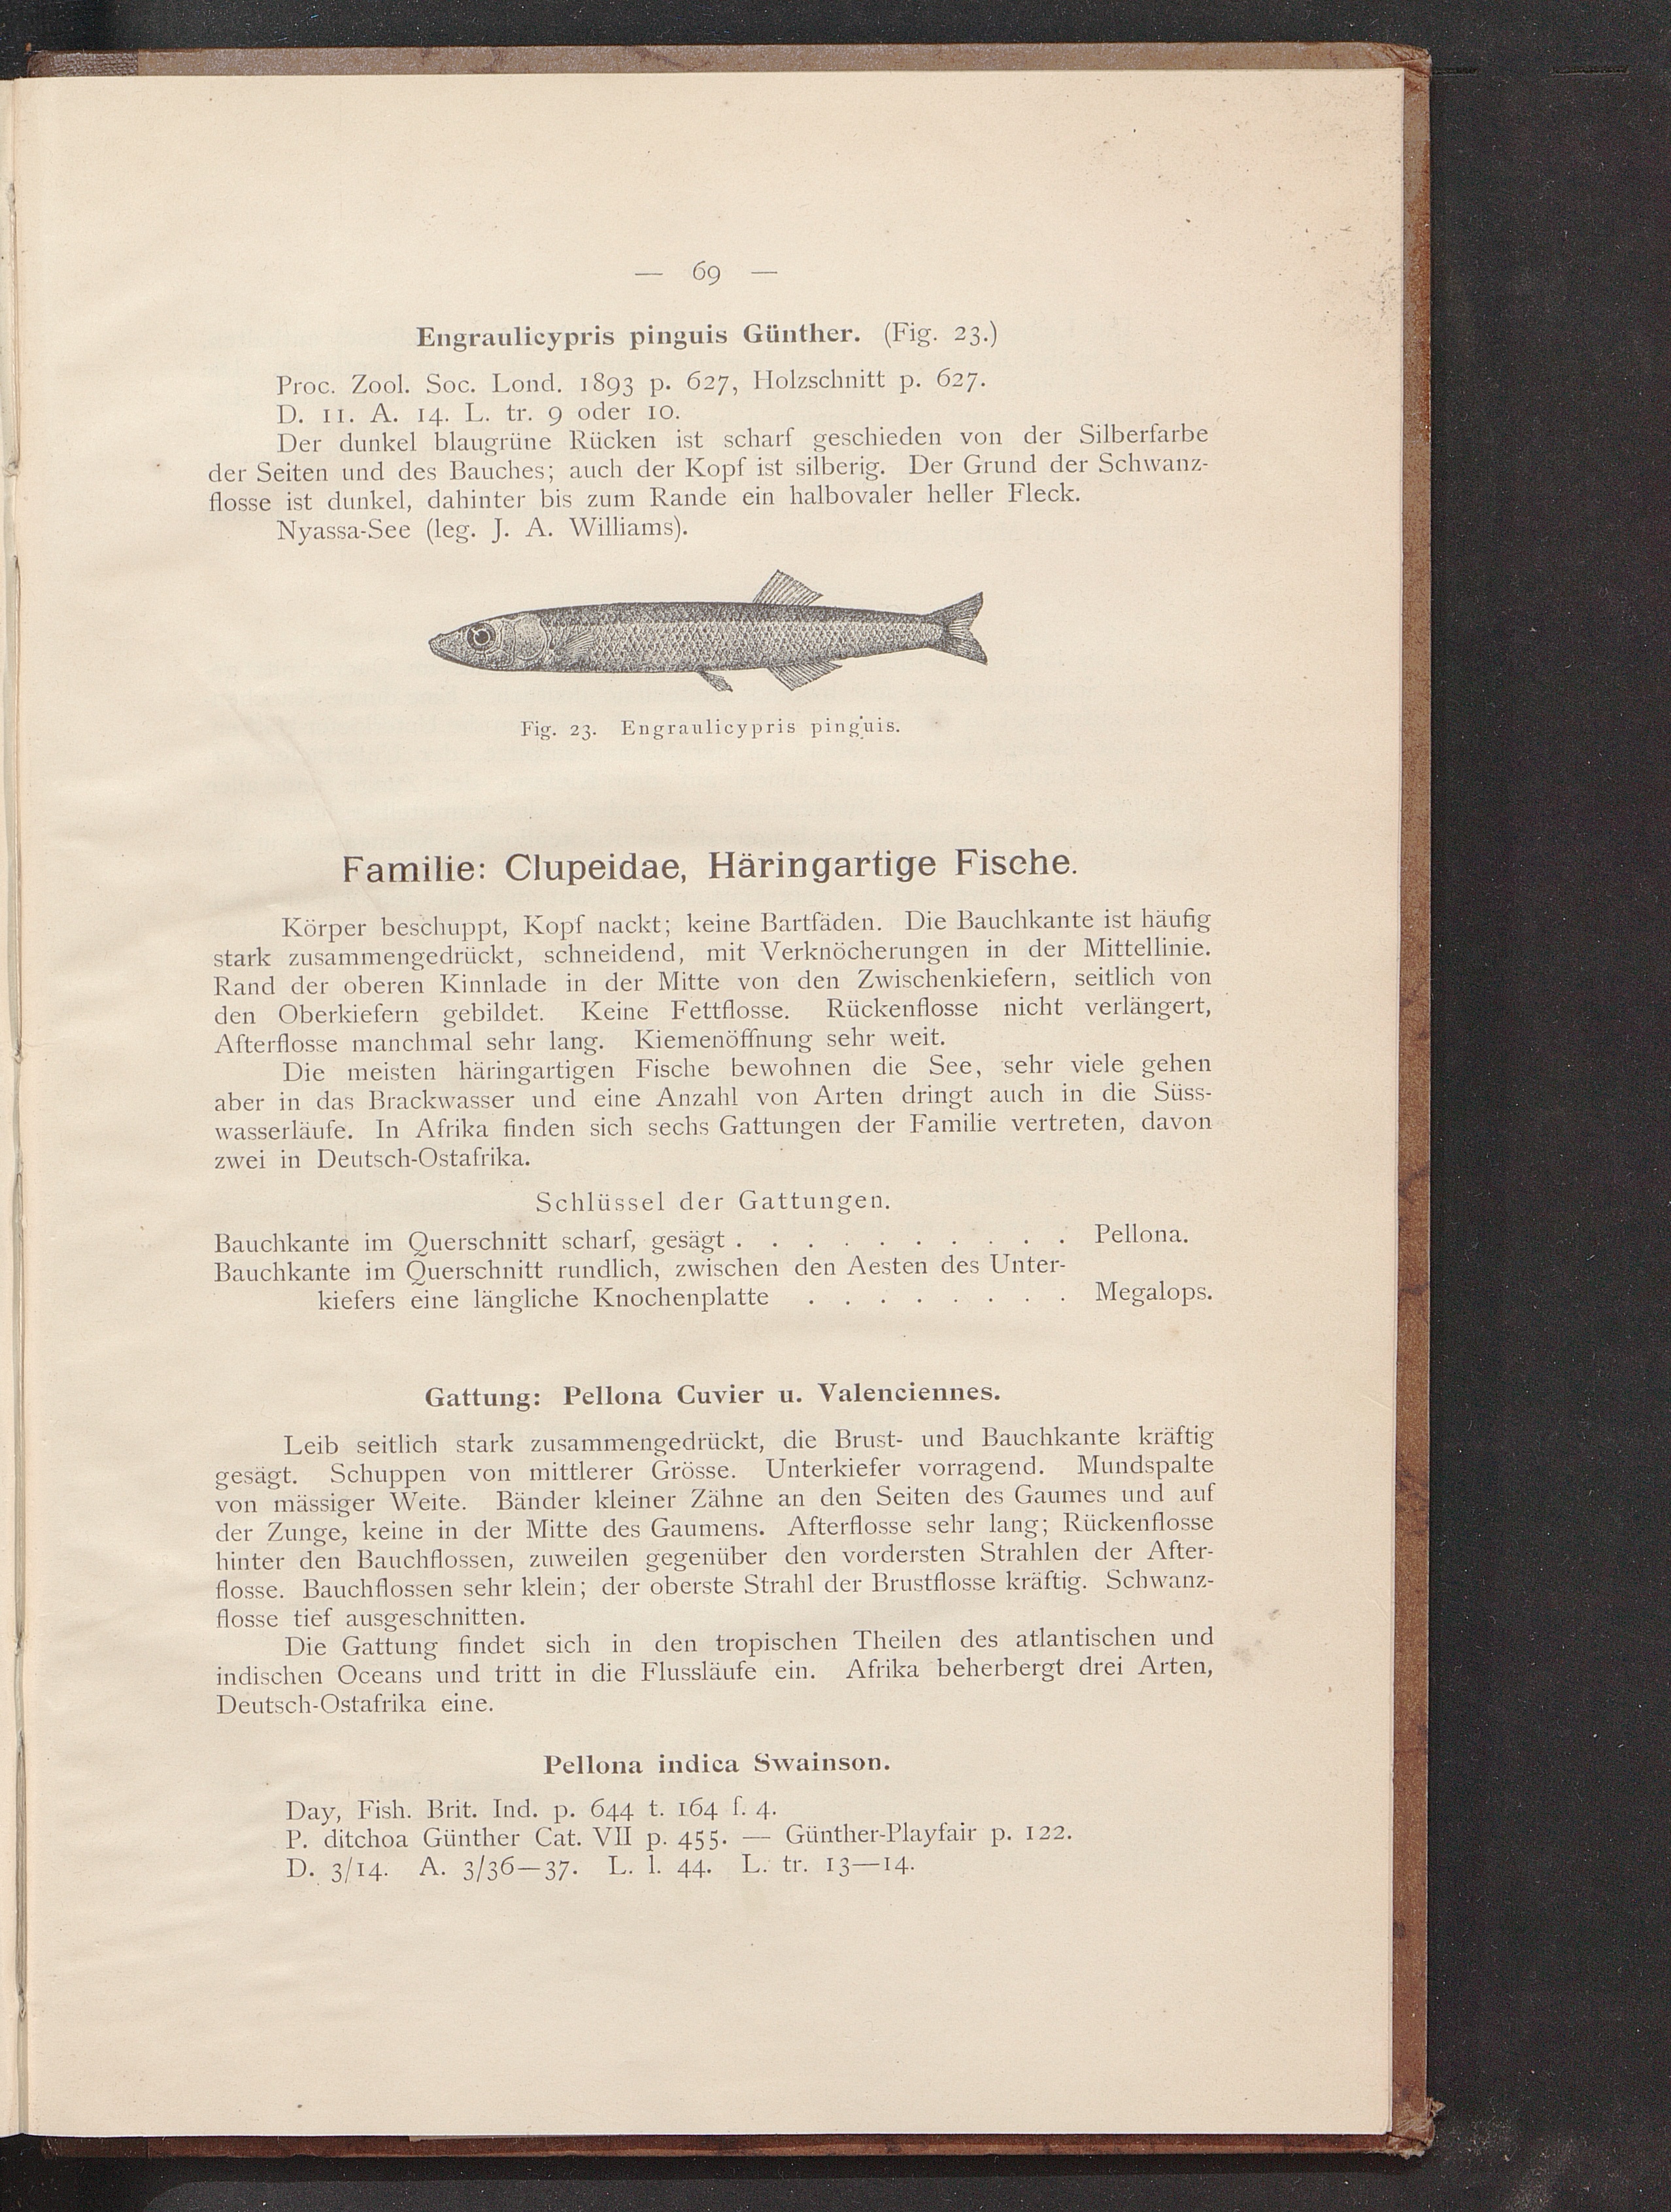 — 69 —
Engraulicypris pinguis Günther. (Fig. 23.)
Proc. Zool. Soc. Lond. 1893 p. 627, Holzschnitt p. 627.
D. 11. A. 14. L. tr. 9 oder 10.
Der dunkel blaugrüne Rücken ist scharf geschieden von der Silberfarbe
der Seiten und des Bauches; auch der Kopf ist silberig. Der Grund der Schwanz-
flosse ist dunkel, dahinter bis zum Rande ein halbovaler heller Fleck.
Nyassa-See (leg. J. A. Williams).
Fig. 23. Engraulicypris pinguis.
Familie: Clupeidae, Häringartige Fische.
Körper beschuppt, Kopf nackt; keine Bartfäden. Die Bauchkante ist häufig
stark zusammengedrückt, schneidend, mit Verknöcherungen in der Mittellinie.
Rand der oberen Kinnlade in der Mitte von den Zwischenkiefern, seitlich von
den Oberkiefern gebildet. Keine Fettflosse. Rückenflosse nicht verlängert,
Afterflosse manchmal sehr lang. Kiemenöffnung sehr weit.
Die meisten häringartigen Fische bewohnen die See, sehr viele gehen
aber in das Brackwasser und eine Anzahl von Arten dringt auch in die Süss-
wasserläufe. In Afrika finden sich sechs Gattungen der Familie vertreten, davon
zwei in Deutsch-Ostafrika.
Schlüssel der Gattungen.
Bauchkante im Querschnitt scharf, gesägt . . . . . . . . . . Pellona.
Bauchkante im Querschnitt rundlich, zwischen den Aesten des Unter-
kiefers eine längliche Knochenplatte . . . . . . . . Megalops.
Gattung: Pellona Cuvier u. Valenciennes.
Leib seitlich stark zusammengedrückt, die Brust- und Bauchkante kräftig
gesägt. Schuppen von mittlerer Grösse. Unterkiefer vorragend. Mundspalte
von mässiger Weite. Bänder kleiner Zähne an den Seiten des Gaumes und auf
der Zunge, keine in der Mitte des Gaumens. Afterflosse sehr lang; Rückenflosse
hinter den Bauchflossen, zuweilen gegenüber den vordersten Strahlen der After-
flosse. Bauchflossen sehr klein; der oberste Strahl der Brustflosse kräftig. Schwanz-
flosse tief ausgeschnitten.
Die Gattung findet sich in den tropischen Theilen des atlantischen und
indischen Oceans und tritt in die Flussläufe ein. Afrika beherbergt drei Arten,
Deutsch-Ostafrika eine.
Pellona indica Swainson.
Day, Fish. Brit. Ind. p. 644 t. 164 f. 4.
P. ditchoa Günther Cat. VII p. 455. — Günther-Playfair p. 122.
D. 3/14. A. 3/36—37. L. l. 44. L. tr. 13—14.